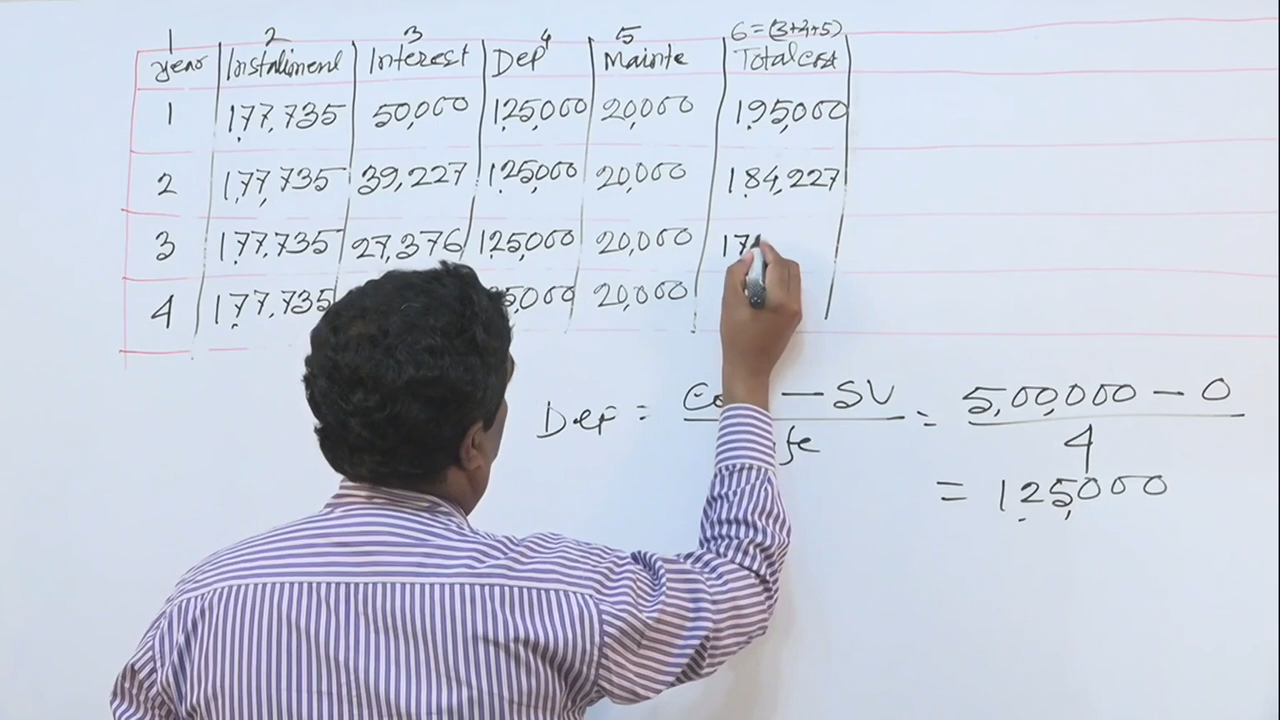 1 2 3 4 5 6=(3+4+5)
year Instalment Interest Dep Mainte Total cost
1 1,77,735 50,000 1,25,000 20,000 1,95,000
2 1,77,735 39,227 1,25,000 20,000 1,84,227
3 1,77,735 27,376 1,25,000 20,000 17
4 1,77,735 5,000 20,000
Dep = — SV = 5,00,000 — 0
4
= 1,25,000